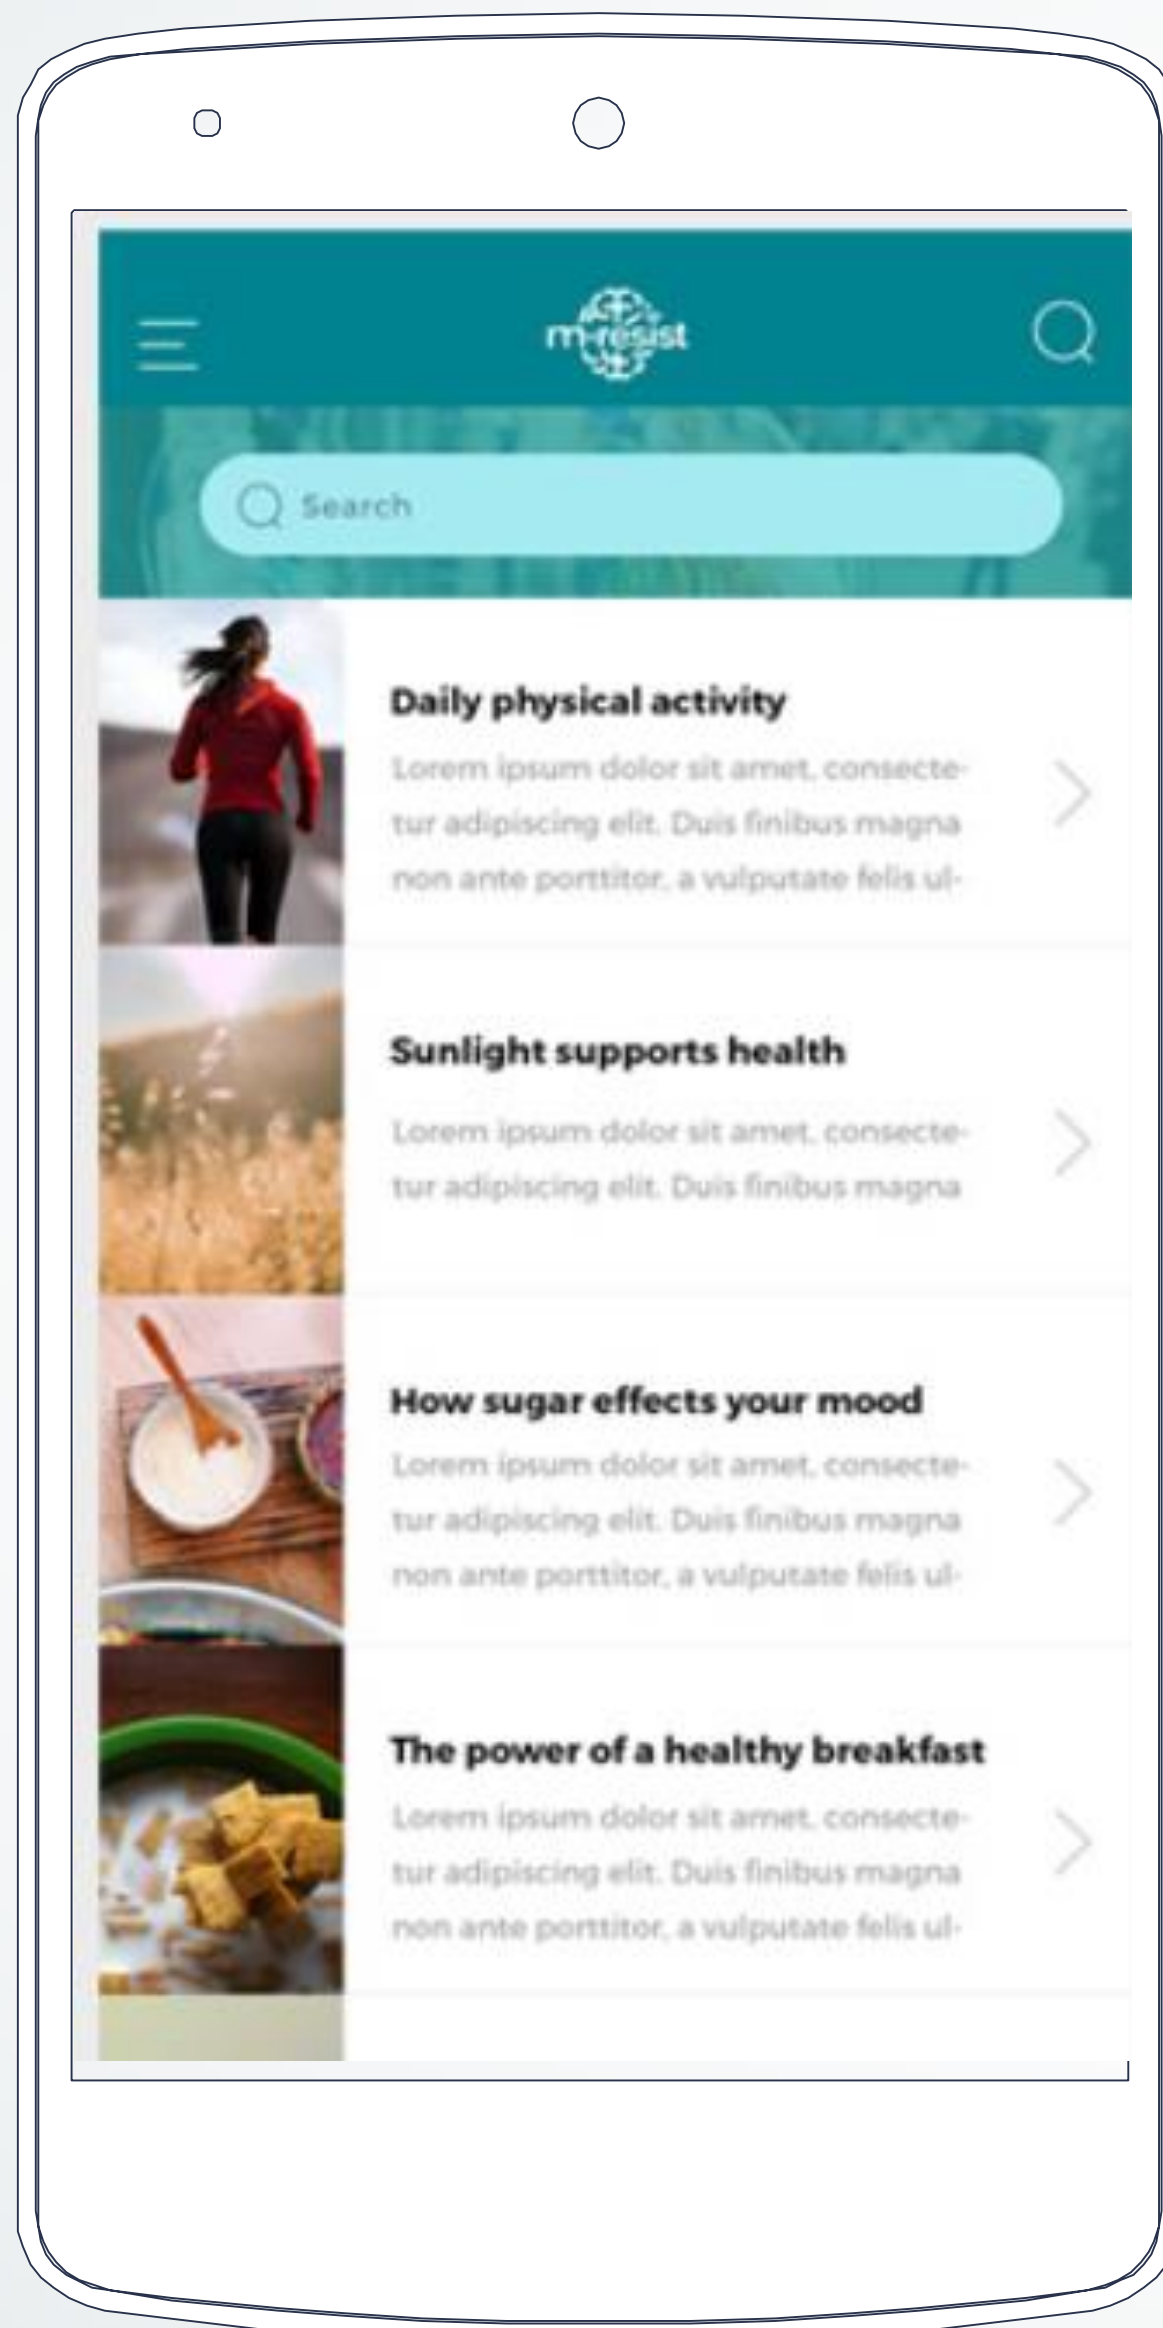 m-resist
Search
Daily physical activity
Lorem ipsum dolor sit amet, consecte-
tur adipiscing elit. Duis finibus magna
non ante porttitor, a vulputate felis ul-
Sunlight supports health
Lorem ipsum dolor sit amet, consecte-
tur adipiscing elit. Duis finibus magna
How sugar effects your mood
Lorem ipsum dolor sit amet, consecte-
tur adipiscing elit. Duis finibus magna
non ante porttitor, a vulputate felis ul-
The power of a healthy breakfast
Lorem ipsum dolor sit amet, consecte-
tur adipiscing elit. Duis finibus magna
non ante porttitor, a vulputate felis ul-